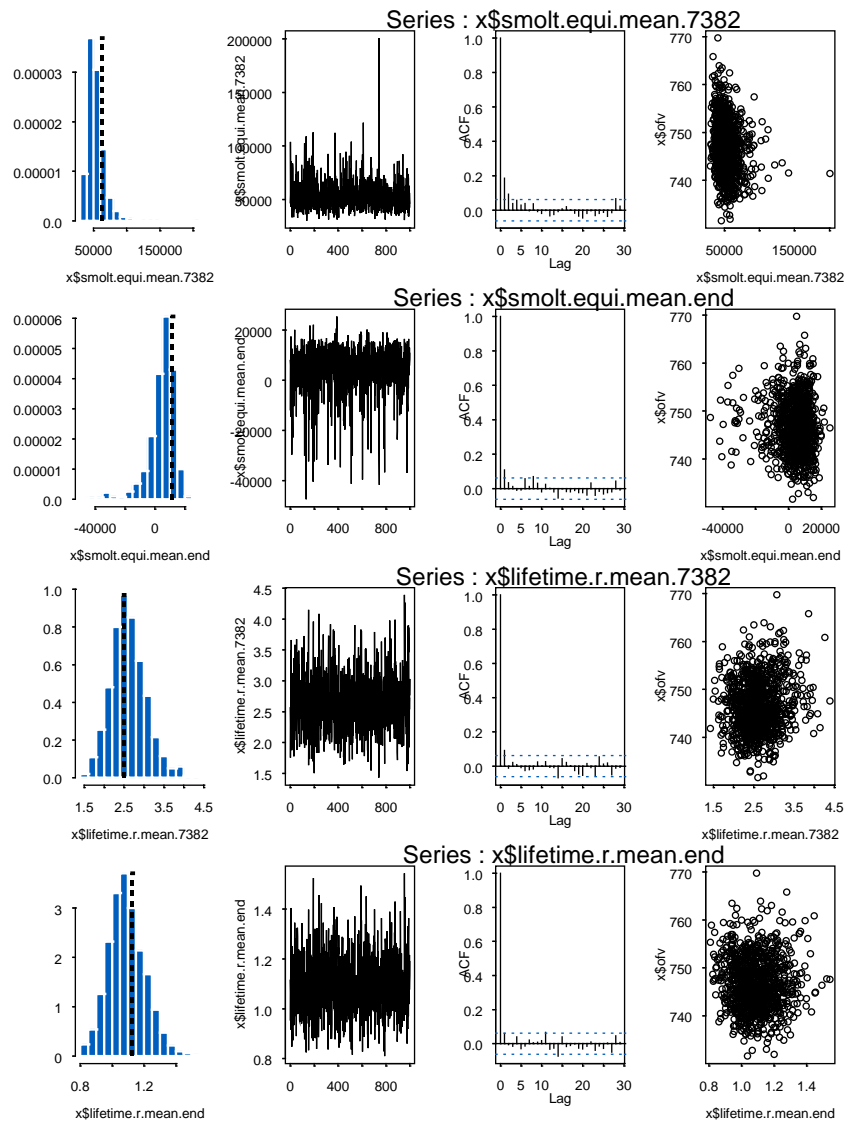 Series : x$smolt.equi.mean.7382
0.00003
0.00002
0.00001
0.0
50000 150000
x$smolt.equi.mean.7382
200000
150000
100000
50000
x$smolt.equi.mean.7382
0 400 800
1.0
0.8
0.6
0.4
0.2
0.0
ACF
0 5 10 20 30
Lag
770
760
750
740
x$ofv
50000 100000
x$smolt.equi.mean.7382
Series : x$smolt.equi.mean.end
0.00006
0.00005
0.00004
0.00003
0.00002
0.00001
0.0
-40000 0
x$smolt.equi.mean.end
20000
0
-20000
-40000
x$smolt.equi.mean.end
0 400 800
1.0
0.8
0.6
0.4
0.2
0.0
ACF
0 5 10 20 30
Lag
770
760
750
740
x$ofv
-40000 0 20000
x$smolt.equi.mean.end
Series : x$lifetime.r.mean.7382
1.0
0.8
0.6
0.4
0.2
0.0
1.5 2.5 3.5 4.5
x$lifetime.r.mean.7382
4.5
4.0
3.5
3.0
2.5
2.0
1.5
x$lifetime.r.mean.7382
0 400 800
1.0
0.8
0.6
0.4
0.2
0.0
ACF
0 5 10 20 30
Lag
770
760
750
740
x$ofv
1.5 2.5 3.5 4.5
x$lifetime.r.mean.7382
Series : x$lifetime.r.mean.end
3
2
1
0
0.8 1.2
x$lifetime.r.mean.end
1.4
1.2
1.0
0.8
x$lifetime.r.mean.end
0 400 800
1.0
0.8
0.6
0.4
0.2
0.0
ACF
0 5 10 20 30
Lag
770
760
750
740
x$ofv
0.8 1.0 1.2 1.4
x$lifetime.r.mean.end